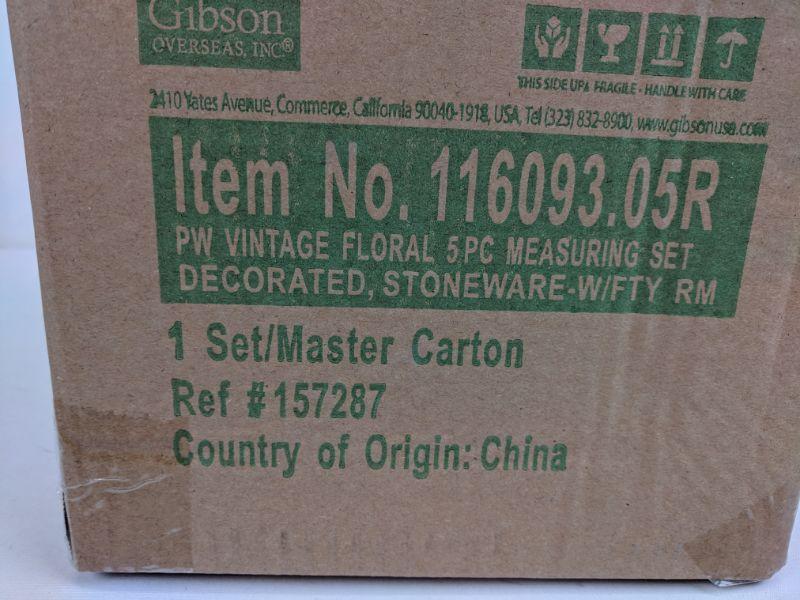 Gibson
OVERSEAS, INC®
THIS SIDE UP & FRAGILE - HANDLE WITH CARE
2410 Yates Avenue, Commerce, California 90040-1918, USA, Tel (323) 832-8900, www.gibsonusa.com
Item No. 116093.05R
PW VINTAGE FLORAL 5 PC MEASURING SET
DECORATED, STONEWARE-W/FTY RM
1 Set/Master Carton
Ref #157287
Country of Origin: China